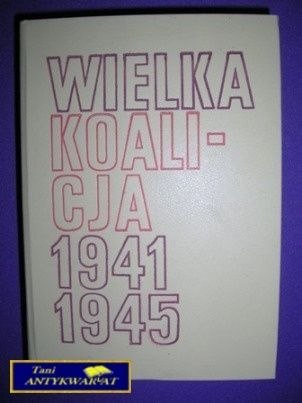 WIELKA
KOALI-
CJA
1941
1945
Tani
ANTYKWARIAT